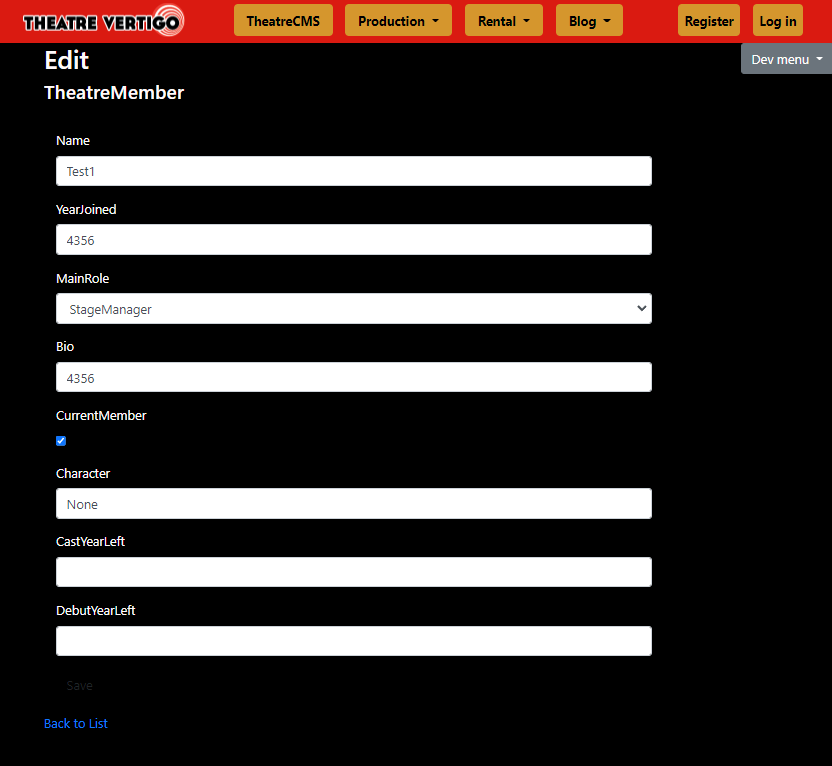 THEATRE VERTIGO
TheatreCMS Production Rental Blog Register Log in
Edit
Dev menu
TheatreMember
Name
Test1
YearJoined
4356
MainRole
StageManager
Bio
4356
CurrentMember
Character
None
CastYearLeft
DebutYearLeft
Save
Back to List